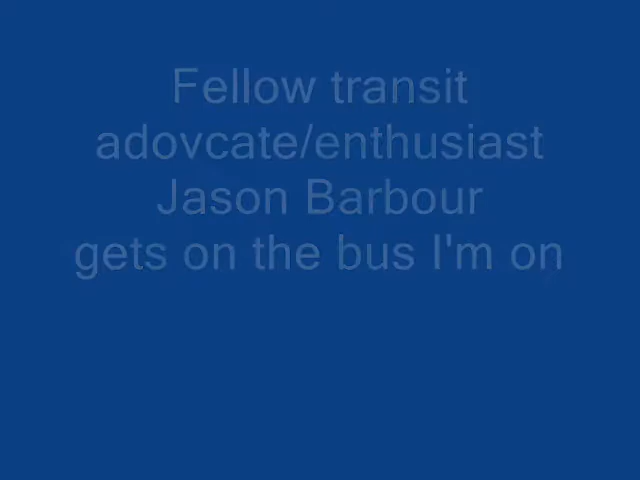 Fellow transit
adovcate/enthusiast
Jason Barbour
gets on the bus I'm on